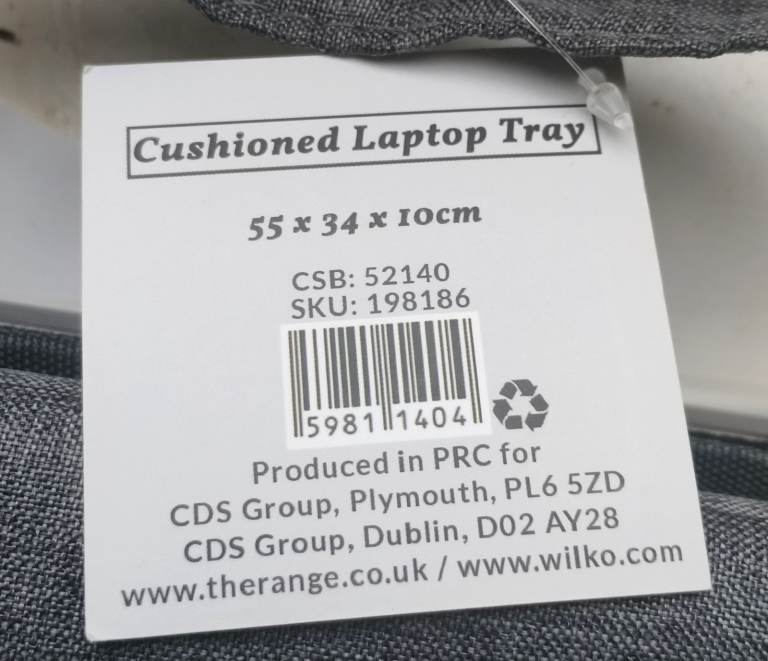 Cushioned Laptop Tray
55 x 34 x 10cm
CSB: 52140
SKU: 198186
5981 1404
Produced in PRC for
CDS Group, Plymouth, PL6 5ZD
CDS Group, Dublin, D02 AY28
www.therange.co.uk / www.wilko.com